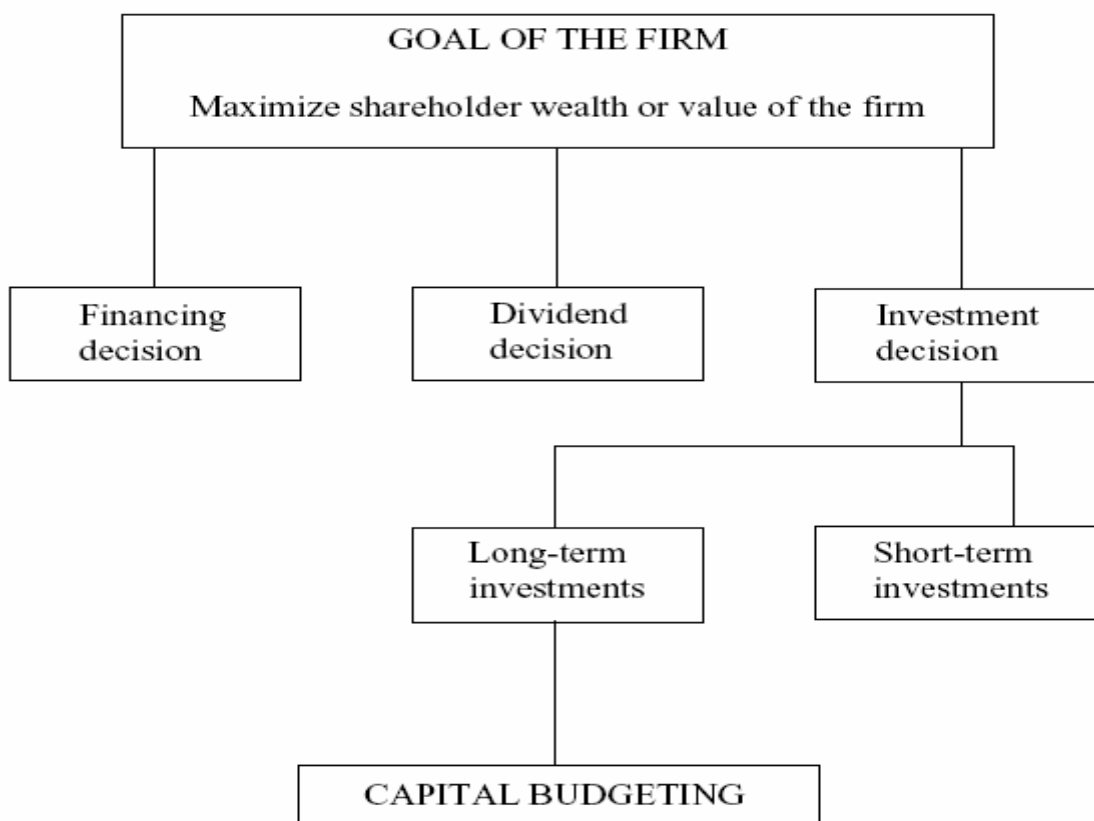 GOAL OF THE FIRM
Maximize shareholder wealth or value of the firm
Financing
decision
Dividend
decision
Investment
decision
Long-term
investments
Short-term
investments
CAPITAL BUDGETING